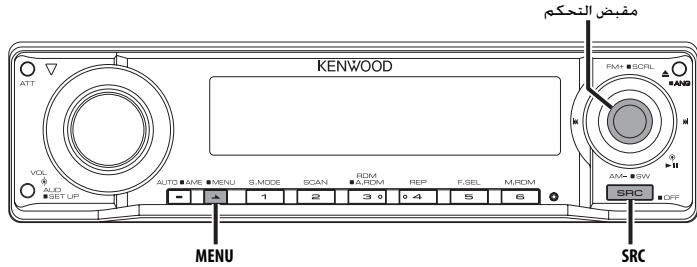 مقبض التحكم
KENWOOD
FM+ ■SCRL
ATT
■ANG
VOL
AUD
■SET UP
AUTO ■AME ■MENU S.MODE SCAN RDM ■A.RDM REP F.SEL M.RDM
1 2 3 4 5 6
AM– ■SW
SRC ■OFF
MENU
SRC